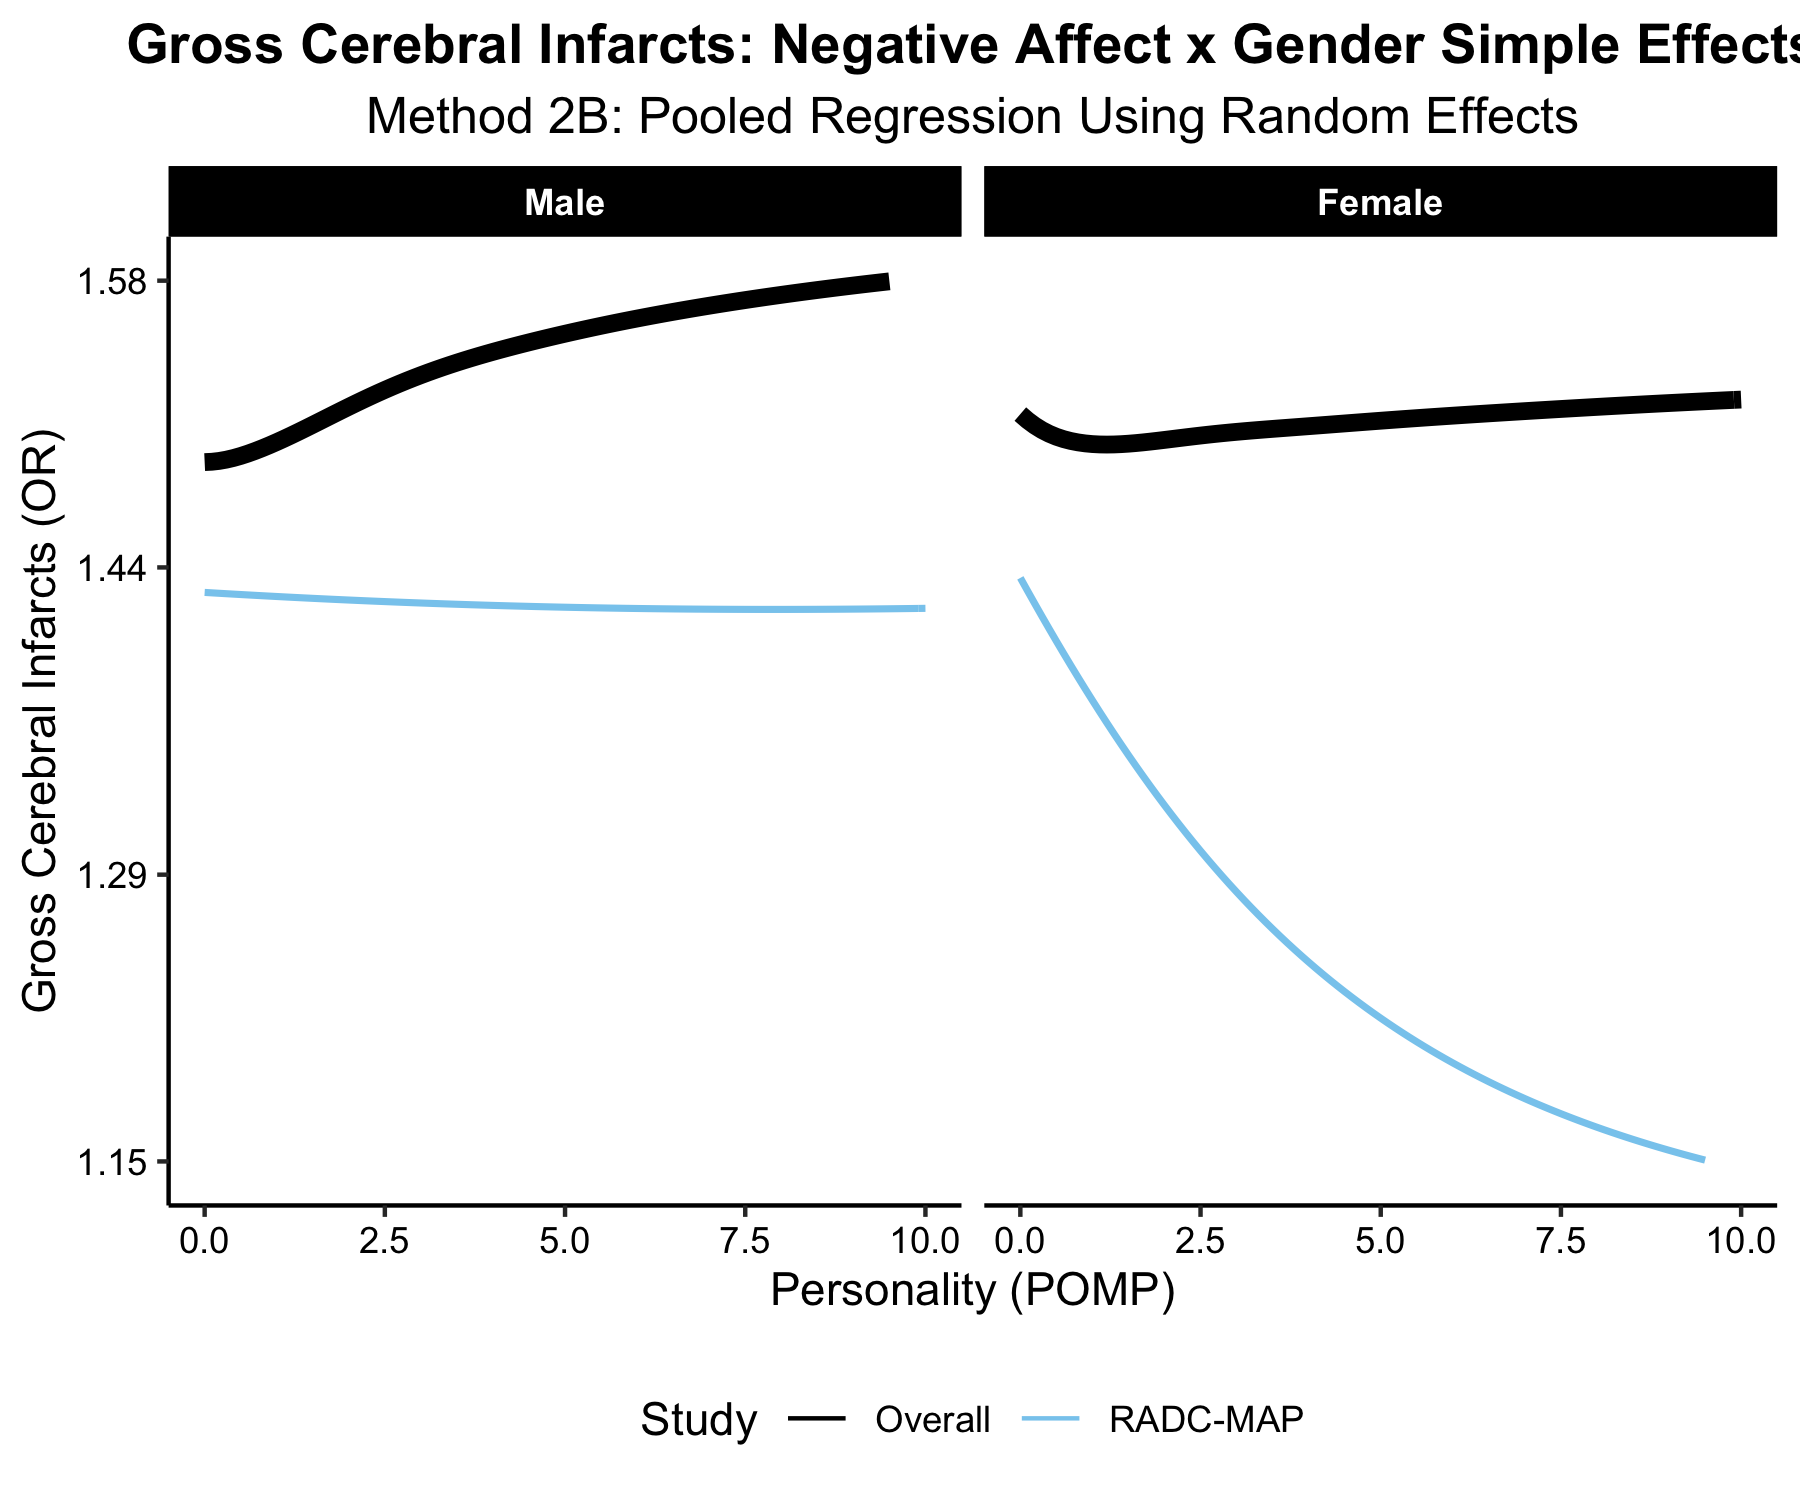 Gross Cerebral Infarcts: Negative Affect x Gender Simple Effects
Method 2B: Pooled Regression Using Random Effects
Male
Female
Gross Cerebral Infarcts (OR)
1.58
1.44
1.29
1.15
0.0 2.5 5.0 7.5 10.0
0.0 2.5 5.0 7.5 10.0
Personality (POMP)
Study Overall RADC-MAP